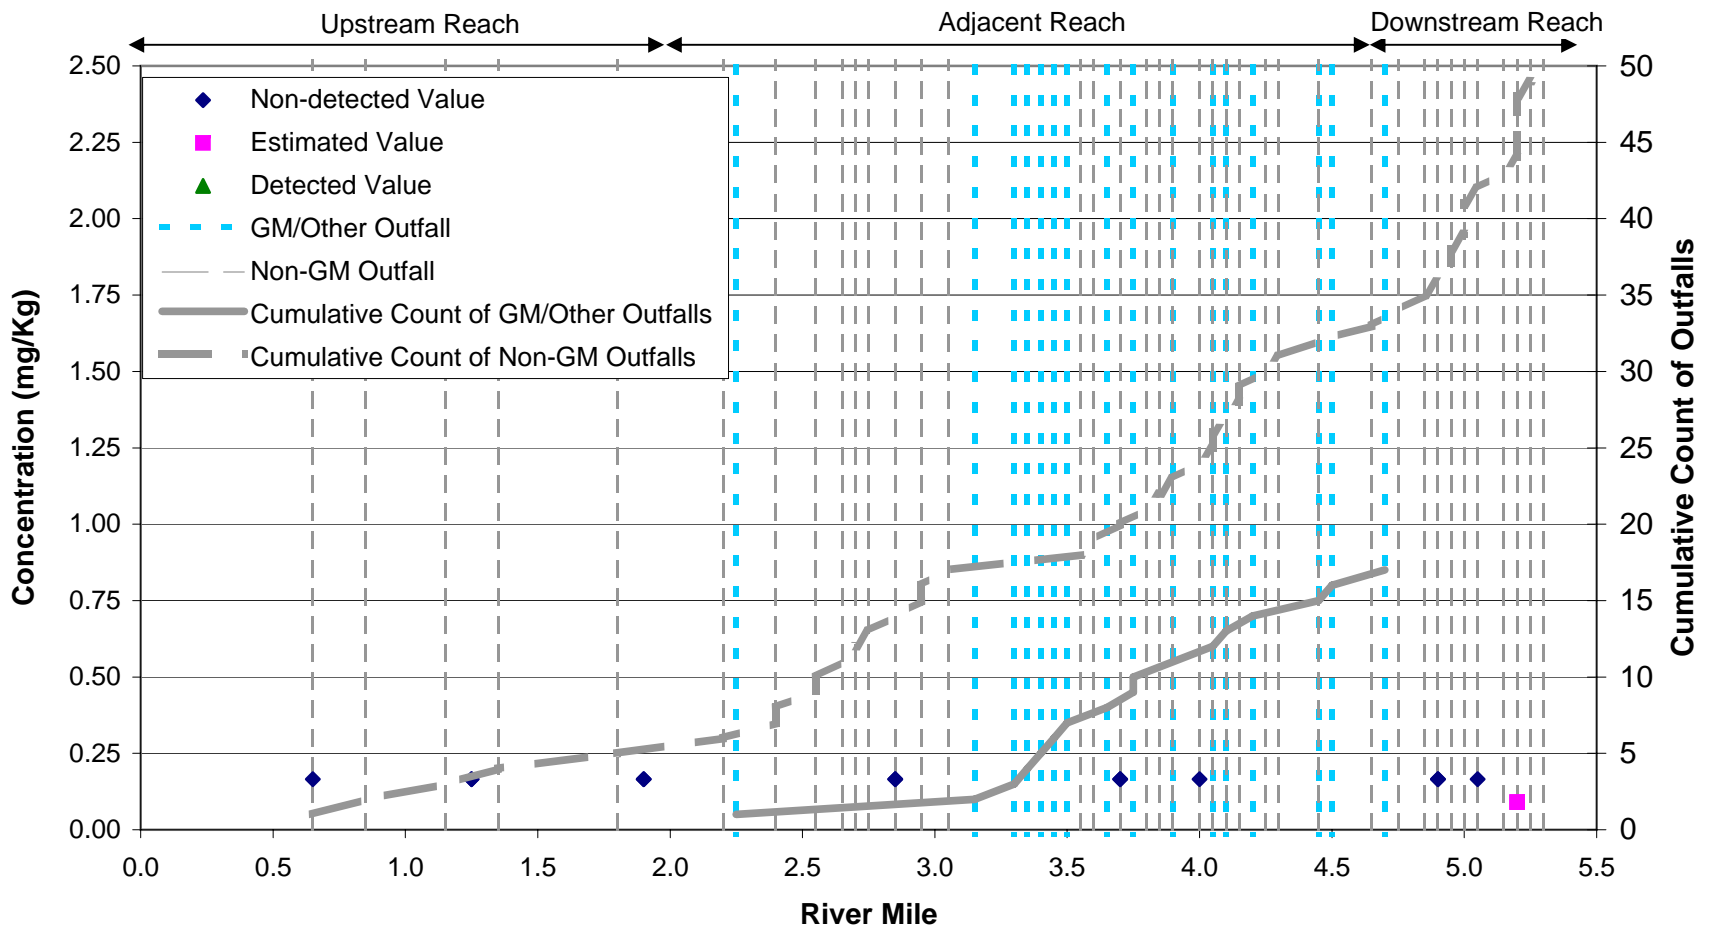 Upstream Reach
Adjacent Reach
Downstream Reach
2.50
2.25
2.00
1.75
1.50
1.25
1.00
0.75
0.50
0.25
0.00
Concentration (mg/Kg)
Non-detected Value
Estimated Value
Detected Value
GM/Other Outfall
Non-GM Outfall
Cumulative Count of GM/Other Outfalls
Cumulative Count of Non-GM Outfalls
50
45
40
35
30
25
20
15
10
5
0
Cumulative Count of Outfalls
0.0 0.5 1.0 1.5 2.0 2.5 3.0 3.5 4.0 4.5 5.0 5.5
River Mile